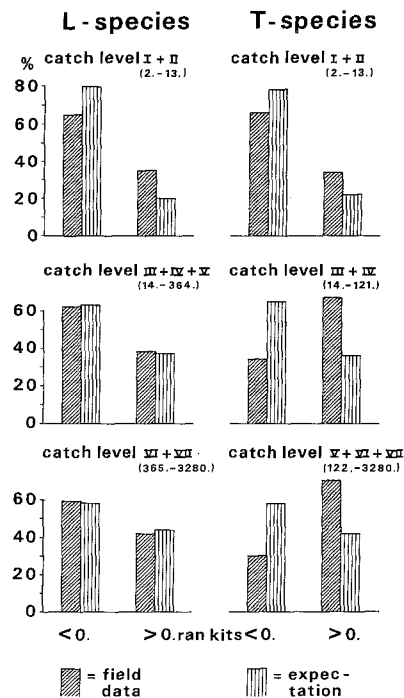 L-species T-species
% catch level I + II catch level I + II
(2.-13.) (2.-13.)
80
60
40
20
0
catch level III+IV+V catch level III + IV
(14.-364.) (14.-121.)
60
40
20
0
catch level VI+VII. catch level V+VI+VII
(365.-3280.) (122.-3280.)
60
40
20
0
<0. >0. ran kits <0. >0.
= field = expec-
data tation